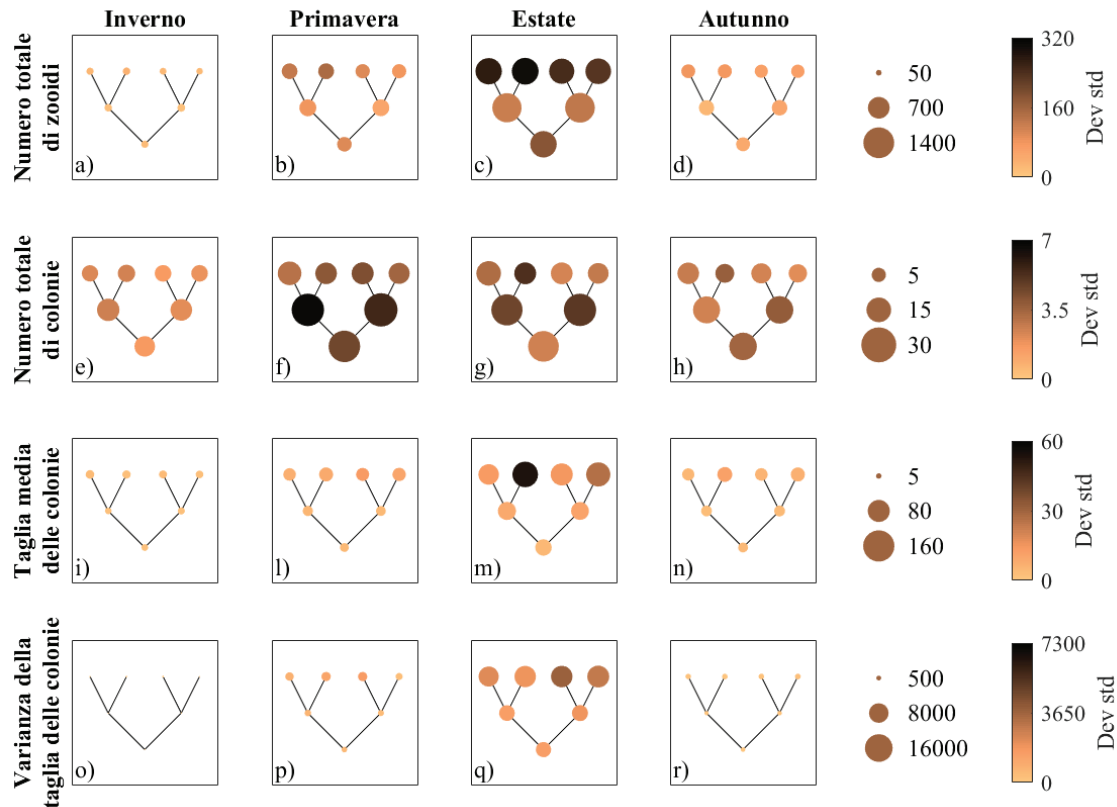 Inverno
Primavera
Estate
Autunno
Numero totale
di zooidi
a)
b)
c)
d)
50
700
1400
320
160
0
Dev std
Numero totale
di colonie
e)
f)
g)
h)
5
15
30
7
3.5
0
Dev std
Taglia media
delle colonie
i)
l)
m)
n)
5
80
160
60
30
0
Dev std
Varianza della
taglia delle colonie
o)
p)
q)
r)
500
8000
16000
7300
3650
0
Dev std